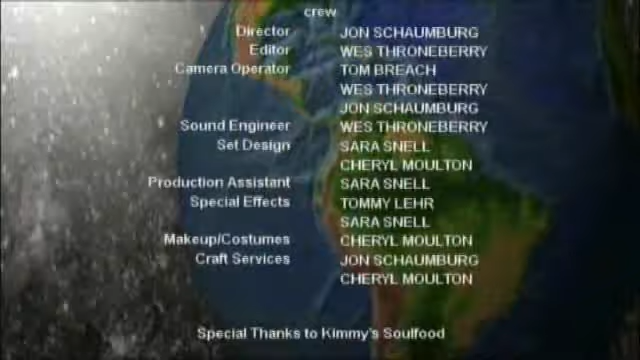 crew
Director JON SCHAUMBURG
Editor WES THRONEBERRY
Camera Operator TOM BREACH
WES THRONEBERRY
JON SCHAUMBURG
Sound Engineer WES THRONEBERRY
Set Design SARA SNELL
CHERYL MOULTON
Production Assistant SARA SNELL
Special Effects TOMMY LEHR
SARA SNELL
Makeup/Costumes CHERYL MOULTON
Craft Services JON SCHAUMBURG
CHERYL MOULTON
Special Thanks to Kimmy's Soulfood